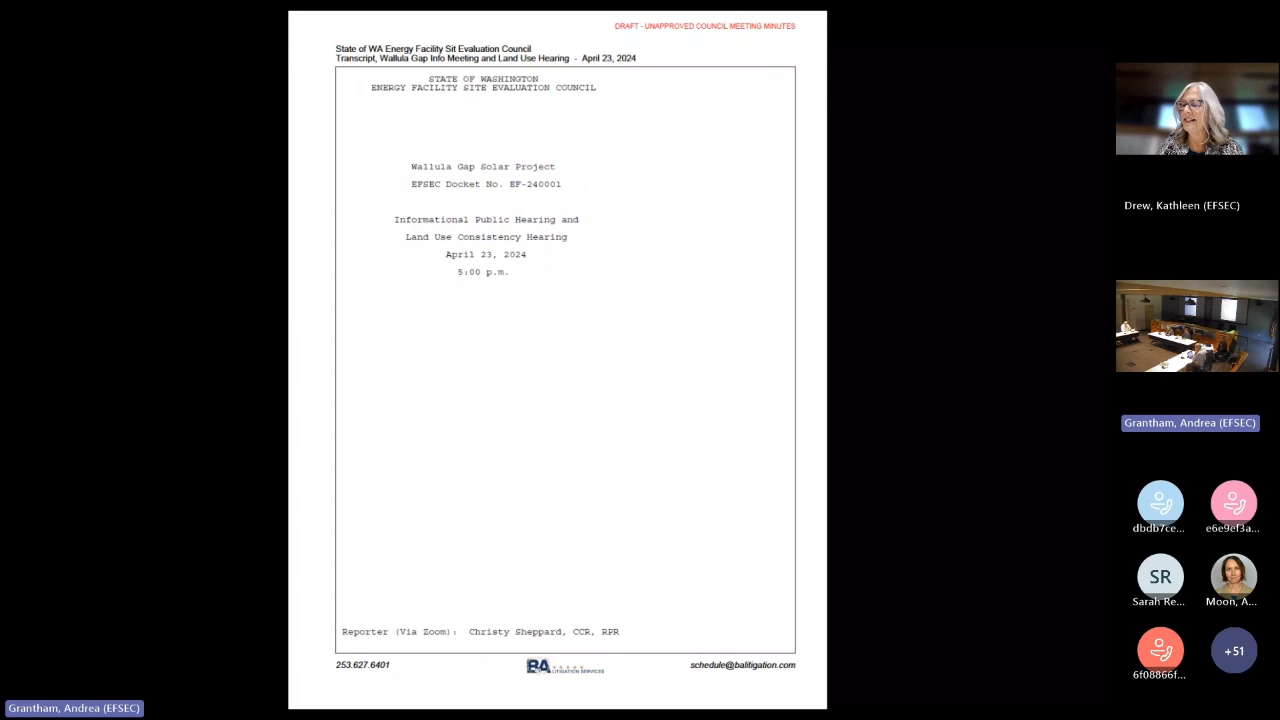 DRAFT - UNAPPROVED COUNCIL MEETING MINUTES
State of WA Energy Facility Sit Evaluation Council
Transcript, Wallula Gap Info Meeting and Land Use Hearing - April 23, 2024
STATE OF WASHINGTON
ENERGY FACILITY SITE EVALUATION COUNCIL
Wallula Gap Solar Project
EFSEC Docket No. EF-240001
Informational Public Hearing and
Land Use Consistency Hearing
April 23, 2024
5:00 p.m.
Reporter (Via Zoom): Christy Sheppard, CCR, RPR
253.627.6401
BA LITIGATION SERVICES
schedule@balitigation.com
Grantham, Andrea (EFSEC)
Drew, Kathleen (EFSEC)
Grantham, Andrea (EFSEC)
dbdb7ce...
e6e9ef3a...
SR
Sarah Re...
Moon, A...
6f08866f...
+51